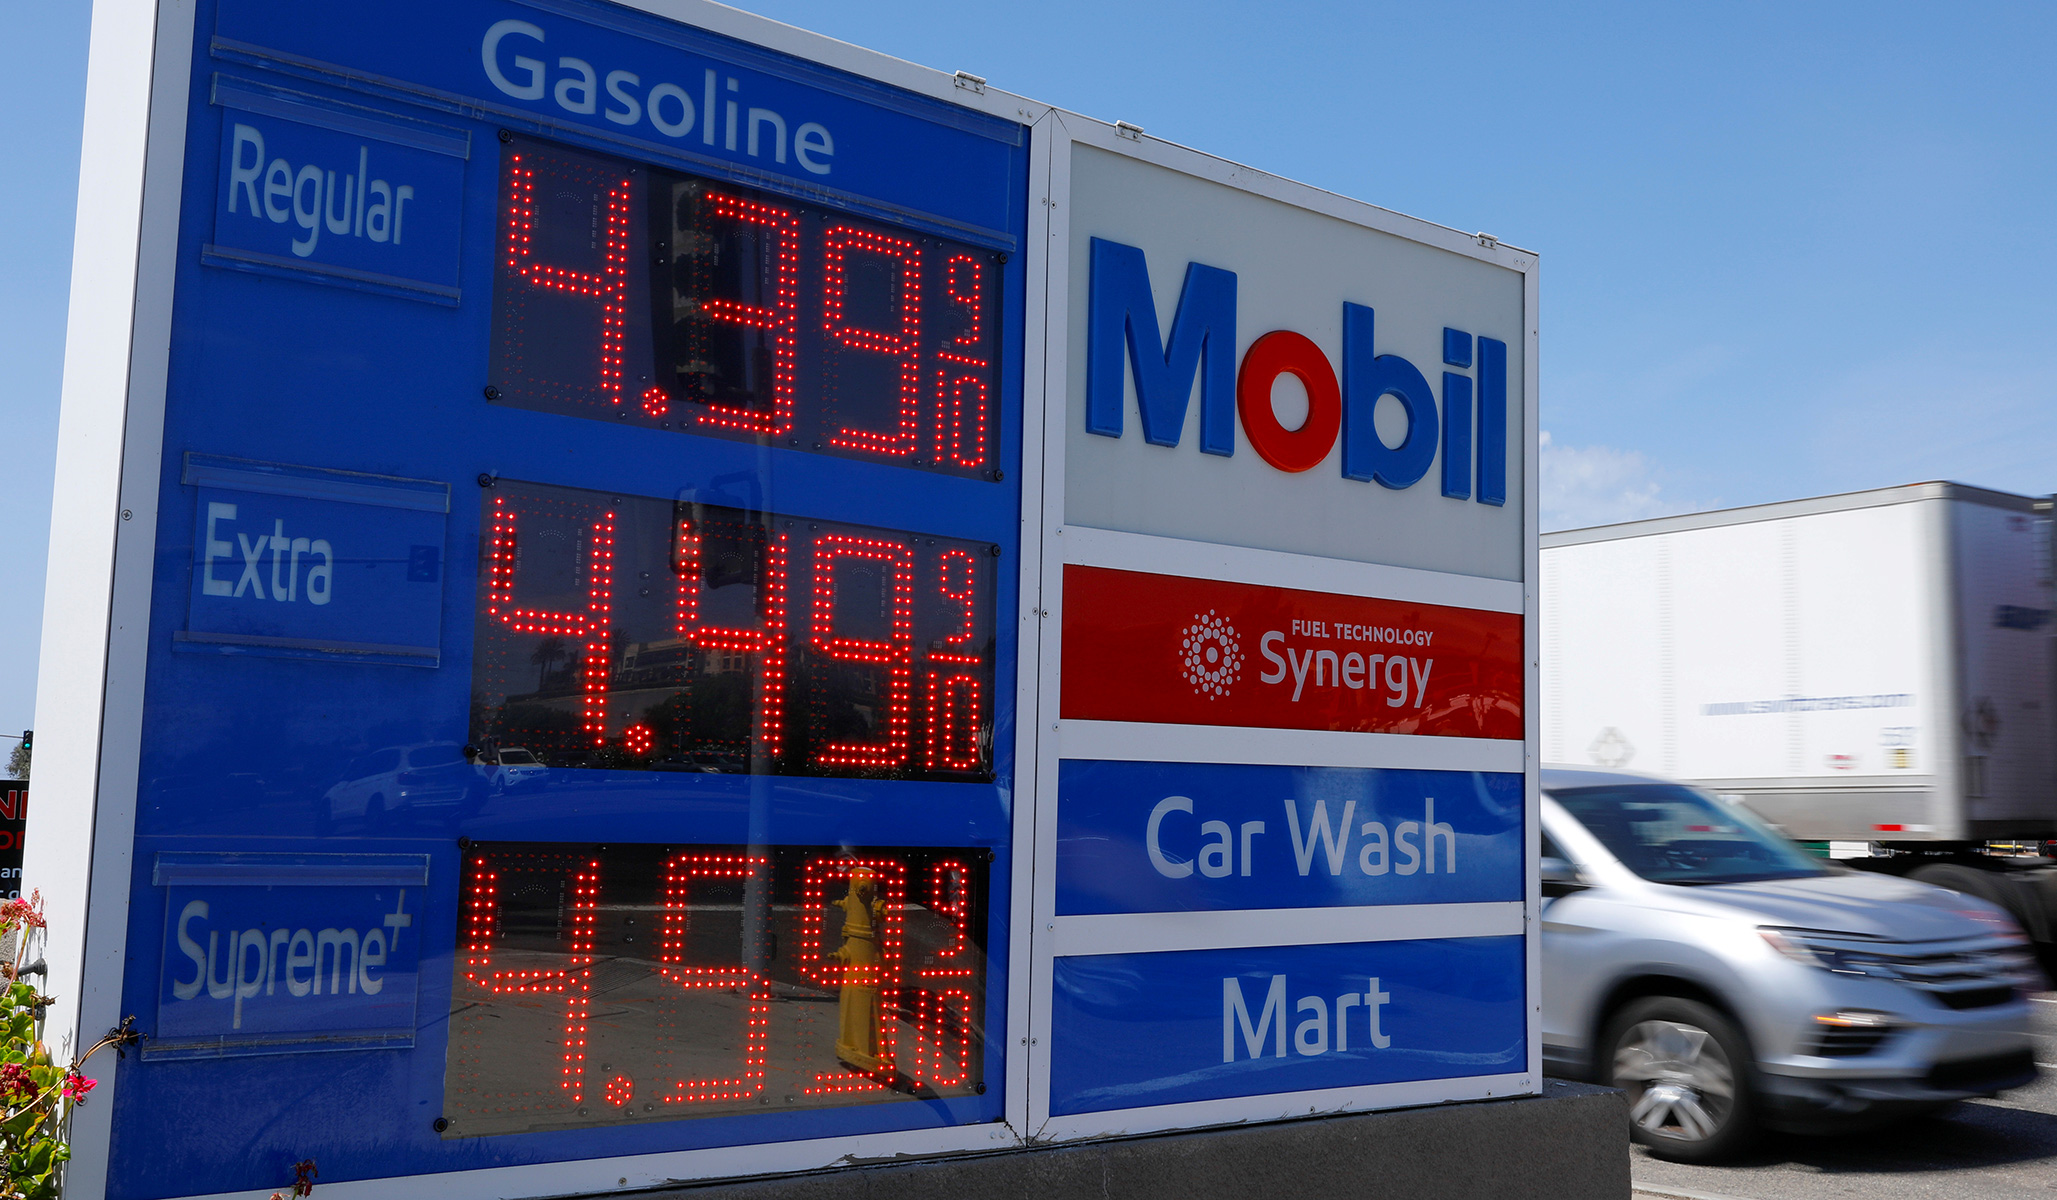 Gasoline
Regular
4.39 9/10
Extra
4.49 9/10
Supreme+
4.59 9/10
Mobil
FUEL TECHNOLOGY
Synergy
Car Wash
Mart